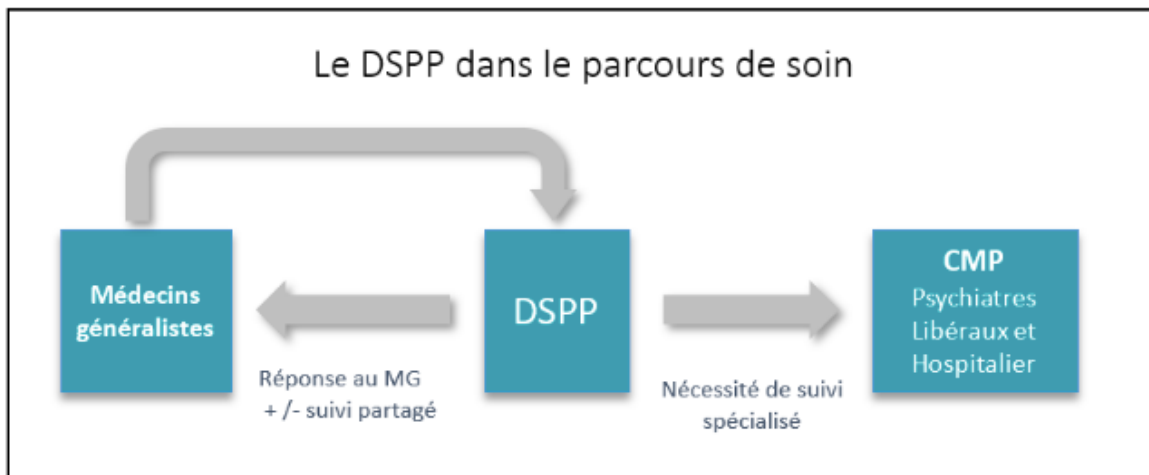 Le DSPP dans le parcours de soin
Médecins
généralistes
Réponse au MG
+ /- suivi partagé
DSPP
Nécessité de suivi
spécialisé
CMP
Psychiatres
Libéraux et
Hospitalier